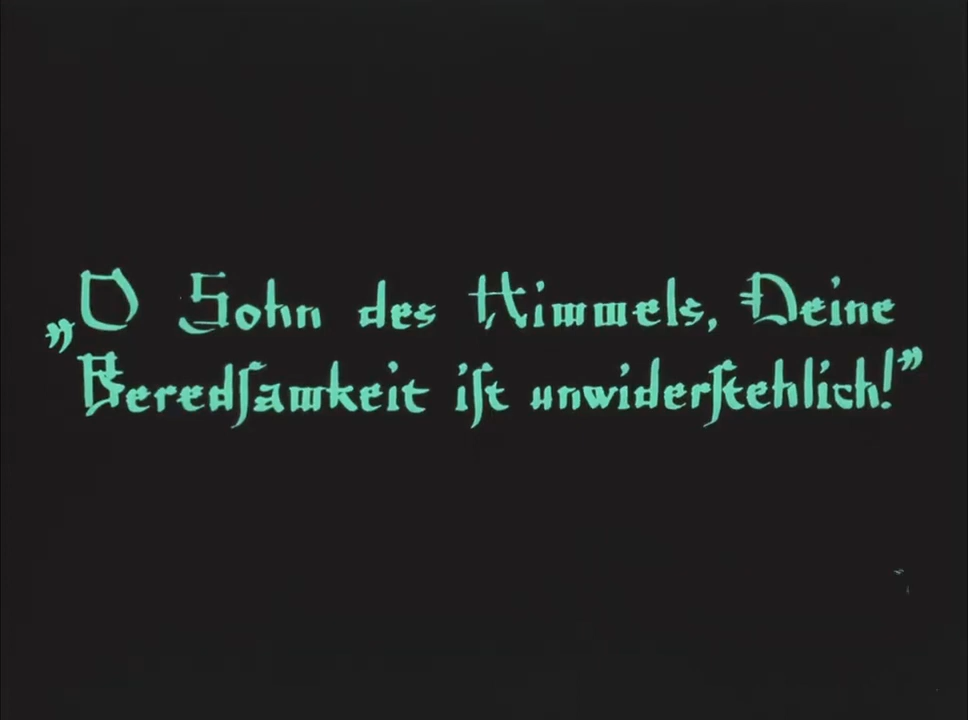 „O Sohn des Himmels, Deine
Beredſamkeit iſt unwiderſtehlich!”